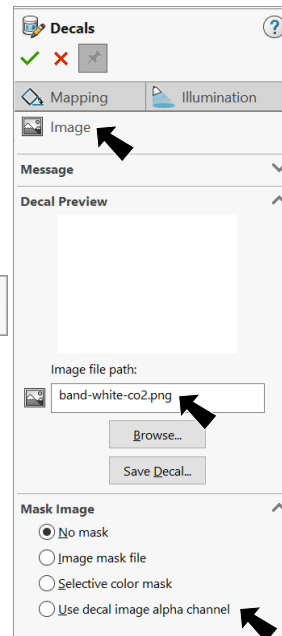 Decals
?
Mapping
Illumination
Image
Message
Decal Preview
Image file path:
band-white-co2.png
Browse...
Save Decal...
Mask Image
No mask
Image mask file
Selective color mask
Use decal image alpha channel